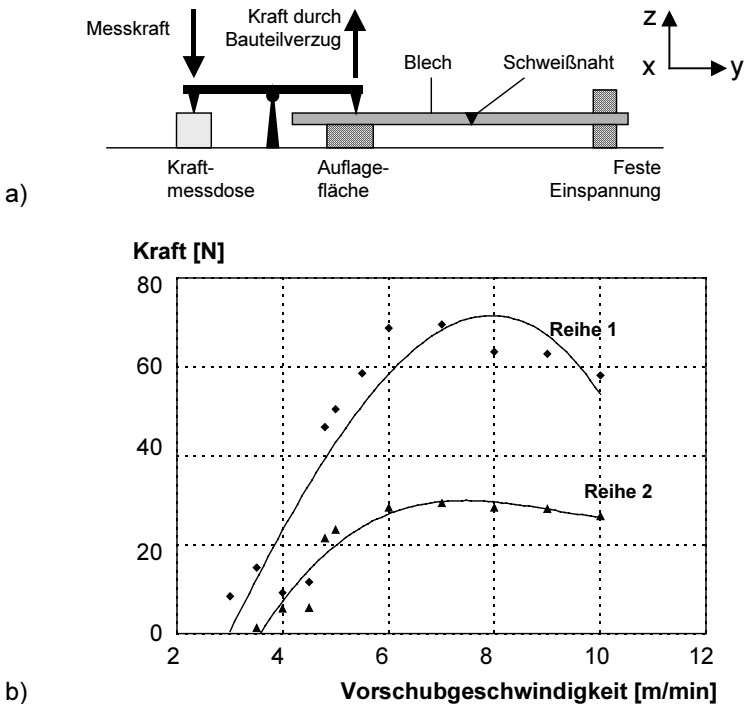 Messkraft
Kraft durch
Bauteilverzug
Blech
Schweißnaht
z
x
y
Kraft-
messdose
Auflage-
fläche
Feste
Einspannung
a)
Kraft [N]
80
60
40
20
0
Reihe 1
Reihe 2
2
4
6
8
10
12
b)
Vorschubgeschwindigkeit [m/min]